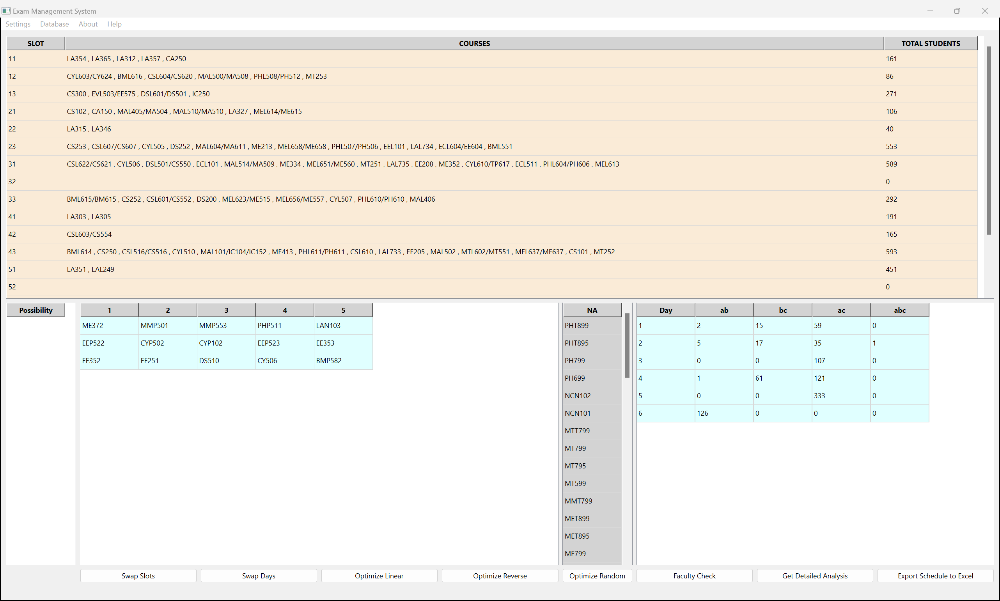 Exam Management System
Settings Database About Help
SLOT COURSES TOTAL STUDENTS
11 LA354 , LA365 , LA312 , LA357 , CA250 161
12 CYL603/CY624 , BML616 , CSL604/CS620 , MAL500/MA508 , PHL508/PH512 , MT253 86
13 CS300 , EVL503/EE575 , DSL601/DS501 , IC250 271
21 CS102 , CA150 , MAL405/MA504 , MAL510/MA510 , LA327 , MEL614/ME615 106
22 LA315 , LA346 40
23 CS253 , CSL607/CS607 , CYL505 , DS252 , MAL604/MA611 , ME213 , MEL658/ME658 , PHL507/PH506 , EEL101 , LAL734 , ECL604/EE604 , BML551 553
31 CSL622/CS621 , CYL506 , DSL501/CS550 , ECL101 , MAL514/MA509 , ME334 , MEL651/ME560 , MT251 , LAL735 , EE208 , ME352 , CYL610/TP617 , ECL511 , PHL604/PH606 , MEL613 589
32 0
33 BML615/BM615 , CS252 , CSL601/CS552 , DS200 , MEL623/ME515 , MEL656/ME557 , CYL507 , PHL610/PH610 , MAL406 292
41 LA303 , LA305 191
42 CSL603/CS554 165
43 BML614 , CS250 , CSL516/CS516 , CYL510 , MAL101/IC104/IC152 , ME413 , PHL611/PH611 , CSL610 , LAL733 , EE205 , MAL502 , MTL602/MT551 , MEL637/ME637 , CS101 , MT252 593
51 LA351 , LAL249 451
52 0
Possibility 1 2 3 4 5 NA Day ab bc ac abc
ME372 MMP501 MMP553 PHP511 LAN103 PHT899 1 2 15 59 0
EEP522 CYP502 CYP102 EEP523 EE353 PHT895 2 5 17 35 1
EE352 EE251 DS510 CY506 BMP582 PH799 3 0 0 107 0
PH699 4 1 61 121 0
NCN102 5 0 0 333 0
NCN101 6 126 0 0 0
MTT799
MT799
MT795
MT599
MMT799
MET899
MET895
ME799
Swap Slots Swap Days Optimize Linear Optimize Reverse Optimize Random Faculty Check Get Detailed Analysis Export Schedule to Excel